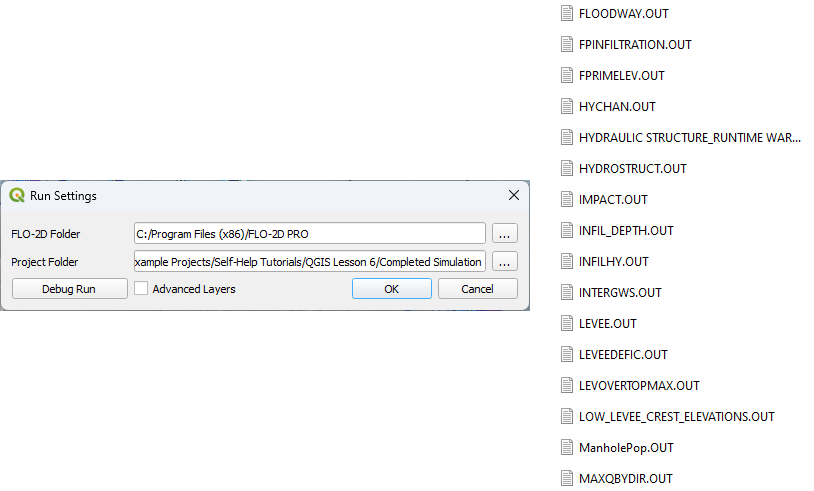 Run Settings
FLO-2D Folder
C:/Program Files (x86)/FLO-2D PRO
...
Project Folder
xample Projects/Self-Help Tutorials/QGIS Lesson 6/Completed Simulation
...
Debug Run
Advanced Layers
OK
Cancel
FLOODWAY.OUT
FPINFILTRATION.OUT
FPRIMELEV.OUT
HYCHAN.OUT
HYDRAULIC STRUCTURE_RUNTIME WAR...
HYDROSTRUCT.OUT
IMPACT.OUT
INFIL_DEPTH.OUT
INFILHY.OUT
INTERGWS.OUT
LEVEE.OUT
LEVEEDEFIC.OUT
LEVOVERTOPMAX.OUT
LOW_LEVEE_CREST_ELEVATIONS.OUT
ManholePop.OUT
MAXQBYDIR.OUT